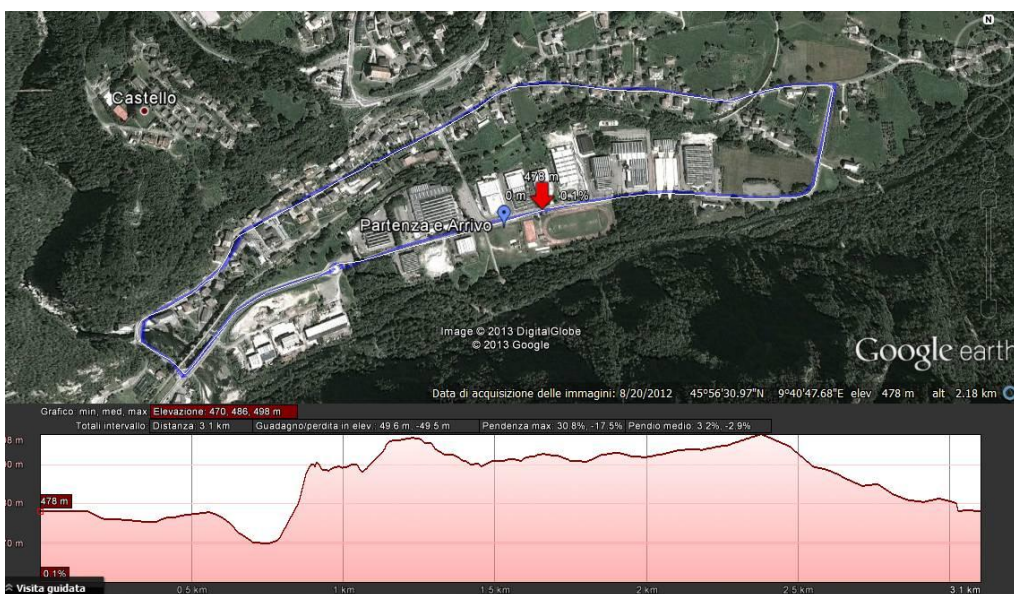 N
Castello
478 m
0 m 0.1%
Partenza e Arrivo
Image © 2013 DigitalGlobe
© 2013 Google
Google earth
Data di acquisizione delle immagini: 8/20/2012 45°56'30.97"N 9°40'47.68"E elev 478 m alt 2.18 km
Grafico: min, med, max Elevazione: 470, 486, 498 m
Totali intervallo: Distanza: 3.1 km Guadagno/perdita in elev.: 49.6 m, -49.5 m Pendenza max: 30.8%, -17.5% Pendio medio: 3.2%, -2.9%
478 m
0.1%
Visita guidata 0.5 km 1 km 1.5 km 2 km 2.5 km 3.1 km